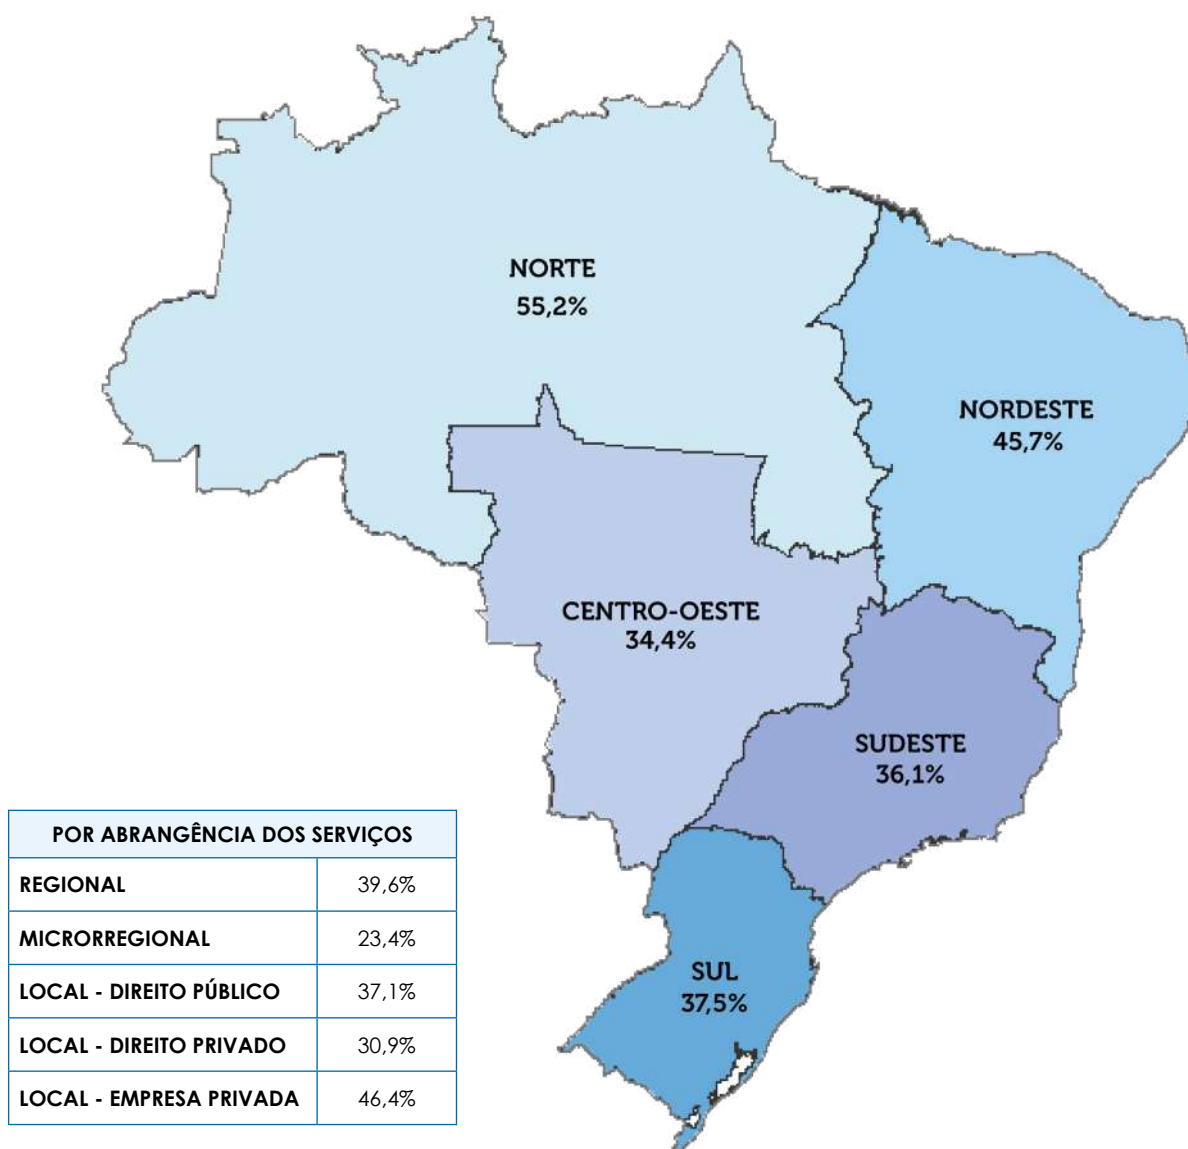 NORTE
55,2%
NORDESTE
45,7%
CENTRO-OESTE
34,4%
SUDESTE
36,1%
SUL
37,5%
POR ABRANGÊNCIA DOS SERVIÇOS
REGIONAL 39,6%
MICRORREGIONAL 23,4%
LOCAL - DIREITO PÚBLICO 37,1%
LOCAL - DIREITO PRIVADO 30,9%
LOCAL - EMPRESA PRIVADA 46,4%